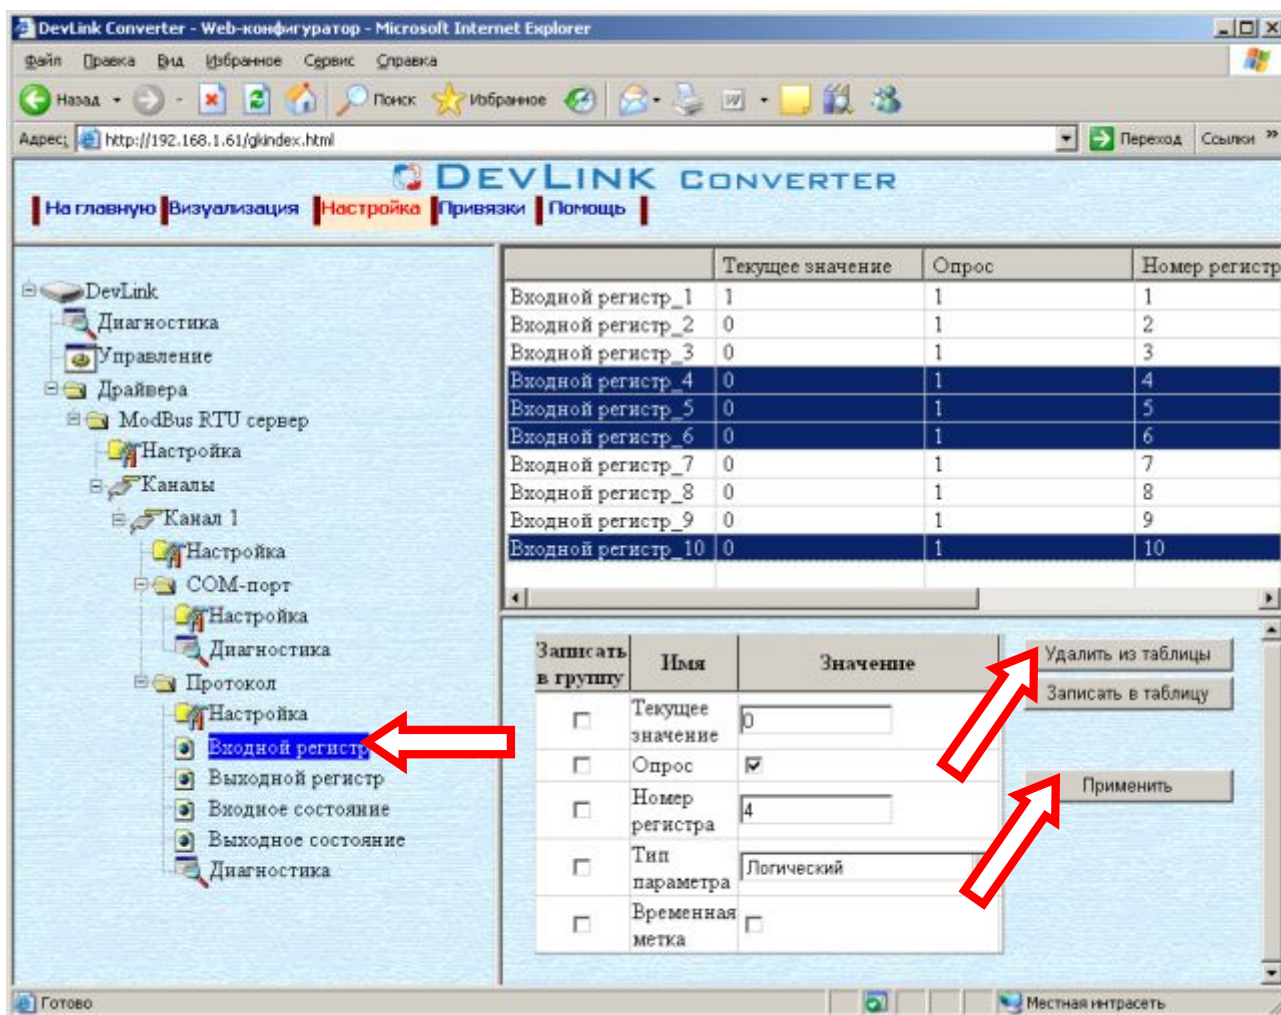 DevLink Converter - Web-конфигуратор - Microsoft Internet Explorer
Файл Правка Вид Избранное Сервис Справка
Назад Поиск Избранное
Адрес: http://192.168.1.61/gkindex.html Переход Ссылки »
DEVLINK CONVERTER
На главную Визуализация Настройка Привязки Помощь
DevLink
Диагностика
Управление
Драйвера
ModBus RTU сервер
Настройка
Каналы
Канал 1
Настройка
COM-порт
Настройка
Диагностика
Протокол
Настройка
Входной регистр
Выходной регистр
Входное состояние
Выходное состояние
Диагностика
Текущее значение Опрос Номер регистр
Входной регистр_1 1 1 1
Входной регистр_2 0 1 2
Входной регистр_3 0 1 3
Входной регистр_4 0 1 4
Входной регистр_5 0 1 5
Входной регистр_6 0 1 6
Входной регистр_7 0 1 7
Входной регистр_8 0 1 8
Входной регистр_9 0 1 9
Входной регистр_10 0 1 10
Записать
в группу Имя Значение
Текущее
значение 0
Опрос
Номер
регистра 4
Тип
параметра Логический
Временная
метка
Удалить из таблицы
Записать в таблицу
Применить
Готово Местная интрасеть